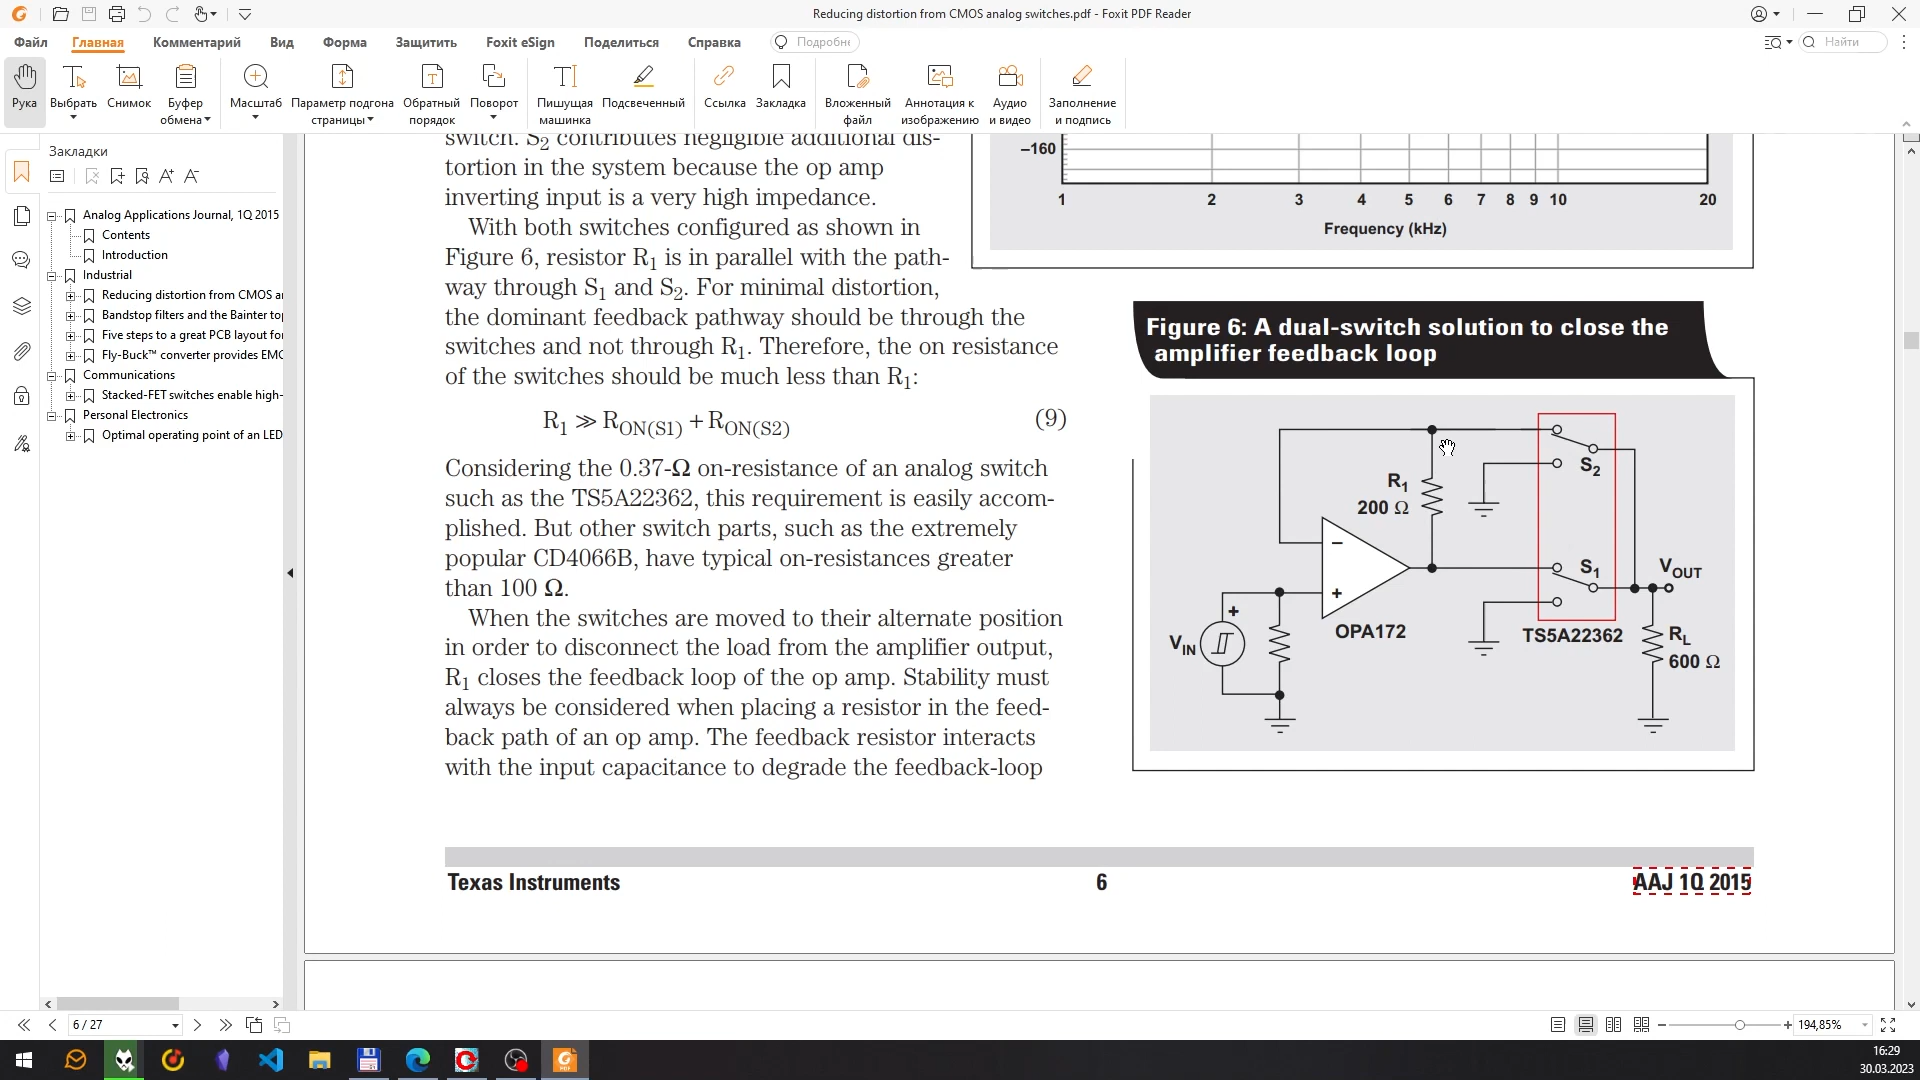 Reducing distortion from CMOS analog switches.pdf - Foxit PDF Reader
Файл Главная Комментарий Вид Форма Защитить Foxit eSign Поделиться Справка Подробне Найти
Рука
Выбрать
Снимок
Буфер обмена
Масштаб
Параметр подгона страницы
Обратный порядок
Поворот
Пишущая машинка
Подсвеченный
Ссылка
Закладка
Вложенный файл
Аннотация к изображению
Аудио и видео
Заполнение и подпись
Закладки
Analog Applications Journal, 1Q 2015
Contents
Introduction
Industrial
Reducing distortion from CMOS a
Bandstop filters and the Bainter to
Five steps to a great PCB layout fo
Fly-Buck™ converter provides EMC
Communications
Stacked-FET switches enable high-
Personal Electronics
Optimal operating point of an LED
switch. S2 contributes negligible additional dis-
tortion in the system because the op amp
inverting input is a very high impedance.
With both switches configured as shown in
Figure 6, resistor R1 is in parallel with the path-
way through S1 and S2. For minimal distortion,
the dominant feedback pathway should be through the
switches and not through R1. Therefore, the on resistance
of the switches should be much less than R1:
R1 ≫ RON(S1) + RON(S2) (9)
Considering the 0.37-Ω on-resistance of an analog switch
such as the TS5A22362, this requirement is easily accom-
plished. But other switch parts, such as the extremely
popular CD4066B, have typical on-resistances greater
than 100 Ω.
When the switches are moved to their alternate position
in order to disconnect the load from the amplifier output,
R1 closes the feedback loop of the op amp. Stability must
always be considered when placing a resistor in the feed-
back path of an op amp. The feedback resistor interacts
with the input capacitance to degrade the feedback-loop
–160
1 2 3 4 5 6 7 8 9 10 20
Frequency (kHz)
Figure 6: A dual-switch solution to close the
amplifier feedback loop
S2
R1
200 Ω
–
+
OPA172
+
VIN
S1
VOUT
TS5A22362
RL
600 Ω
Texas Instruments 6 AAJ 1Q 2015
6 / 27
194,85%
16:29
30.03.2023